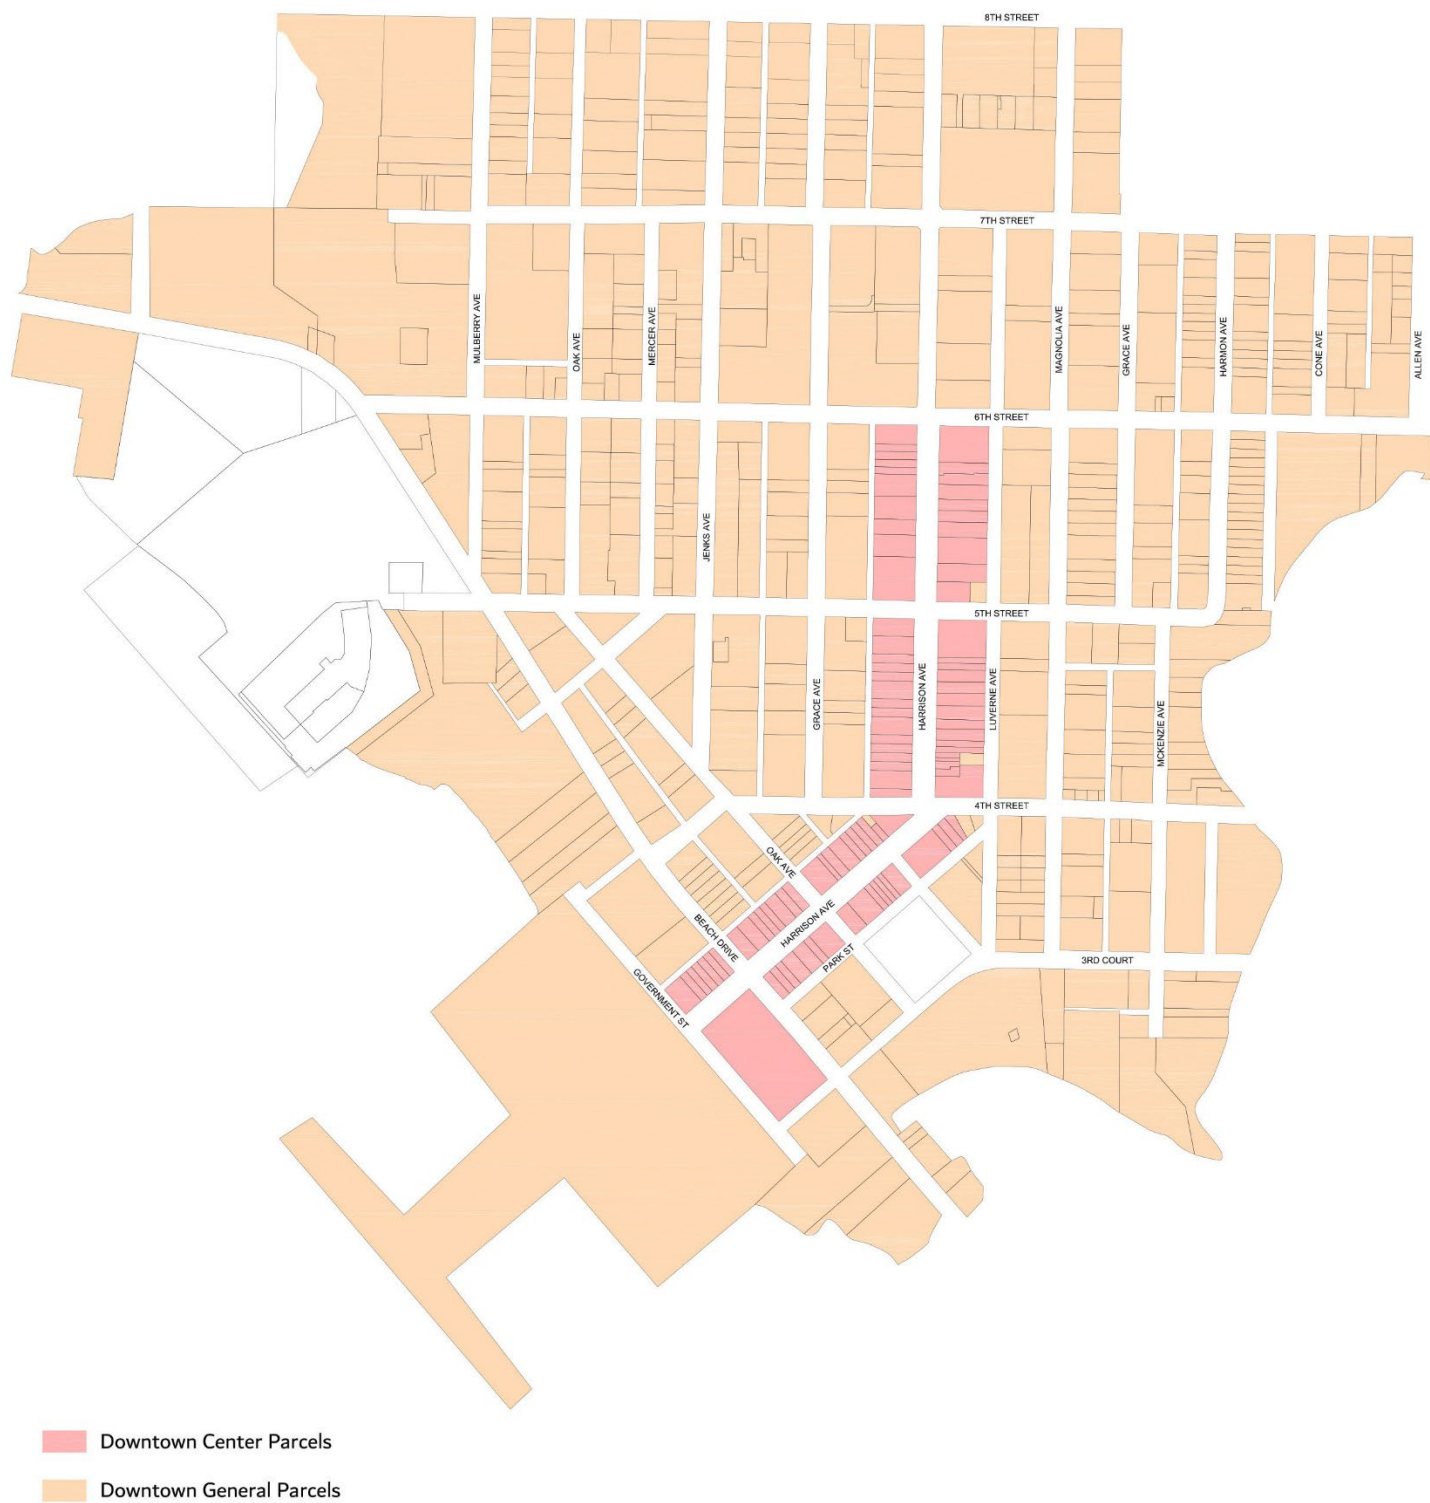 8TH STREET
7TH STREET
MULBERRY AVE
OAK AVE
MERCER AVE
MAGNOLIA AVE
GRACE AVE
HARMON AVE
CONE AVE
ALLEN AVE
6TH STREET
JENKS AVE
5TH STREET
GRACE AVE
HARRISON AVE
LUVERNE AVE
MCKENZIE AVE
4TH STREET
OAK AVE
BEACH DRIVE
HARRISON AVE
PARK ST
3RD COURT
GOVERNMENT ST
Downtown Center Parcels
Downtown General Parcels